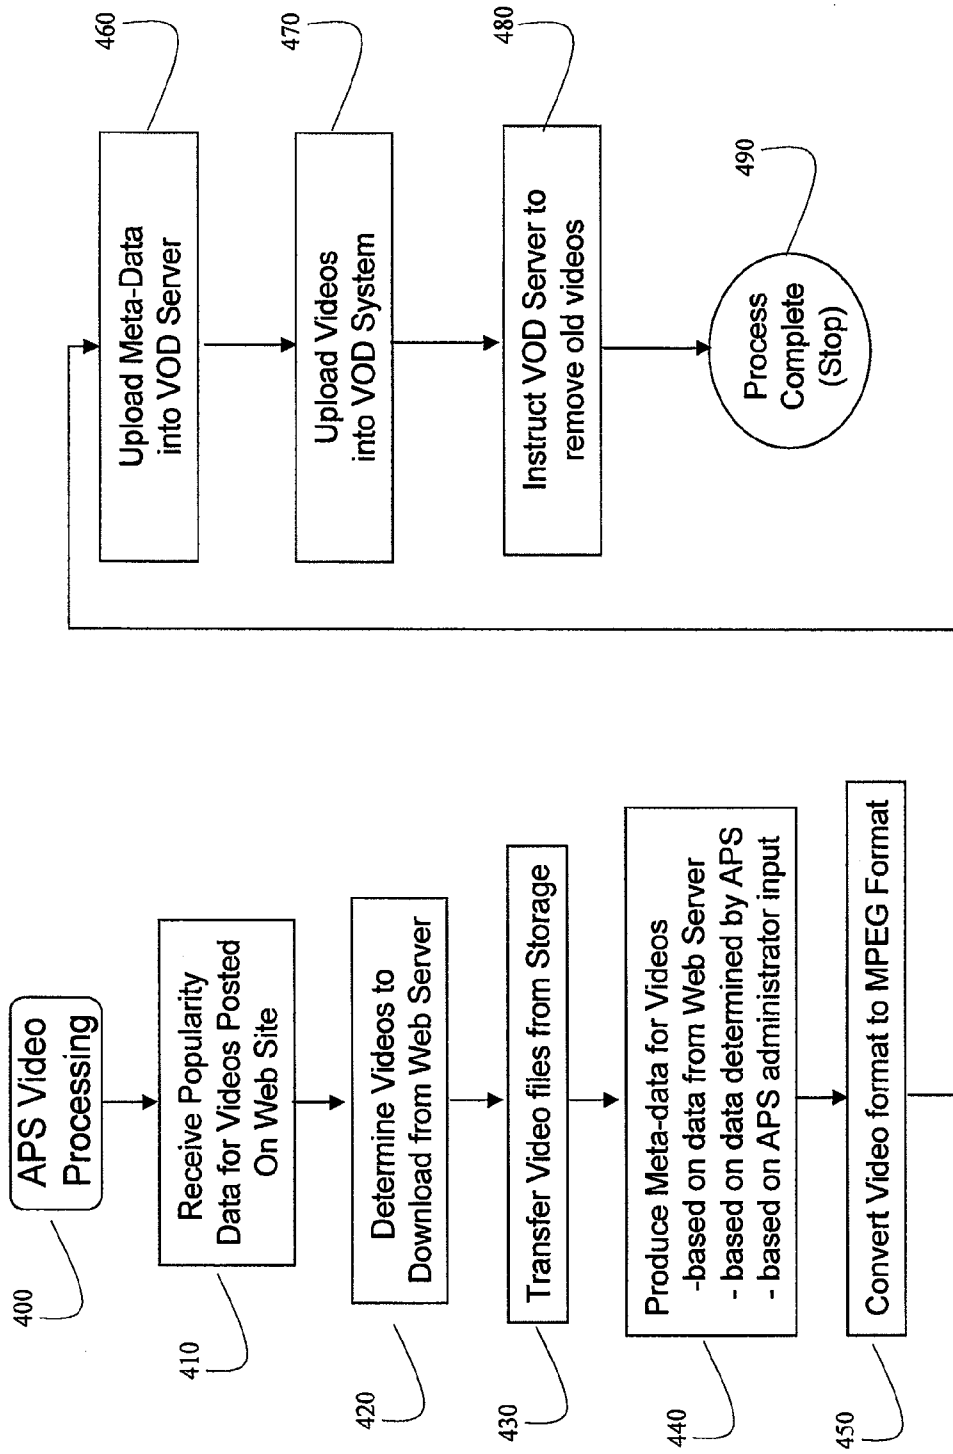 APS Video
Processing
400
Receive Popularity
Data for Videos Posted
On Web Site
410
Determine Videos to
Download from Web Server
420
Transfer Video files from Storage
430
Produce Meta-data for Videos
-based on data from Web Server
- based on data determined by APS
- based on APS administrator input
440
Convert Video format to MPEG Format
450
Upload Meta-Data
into VOD Server
460
Upload Videos
into VOD System
470
Instruct VOD Server to
remove old videos
480
Process
Complete
(Stop)
490